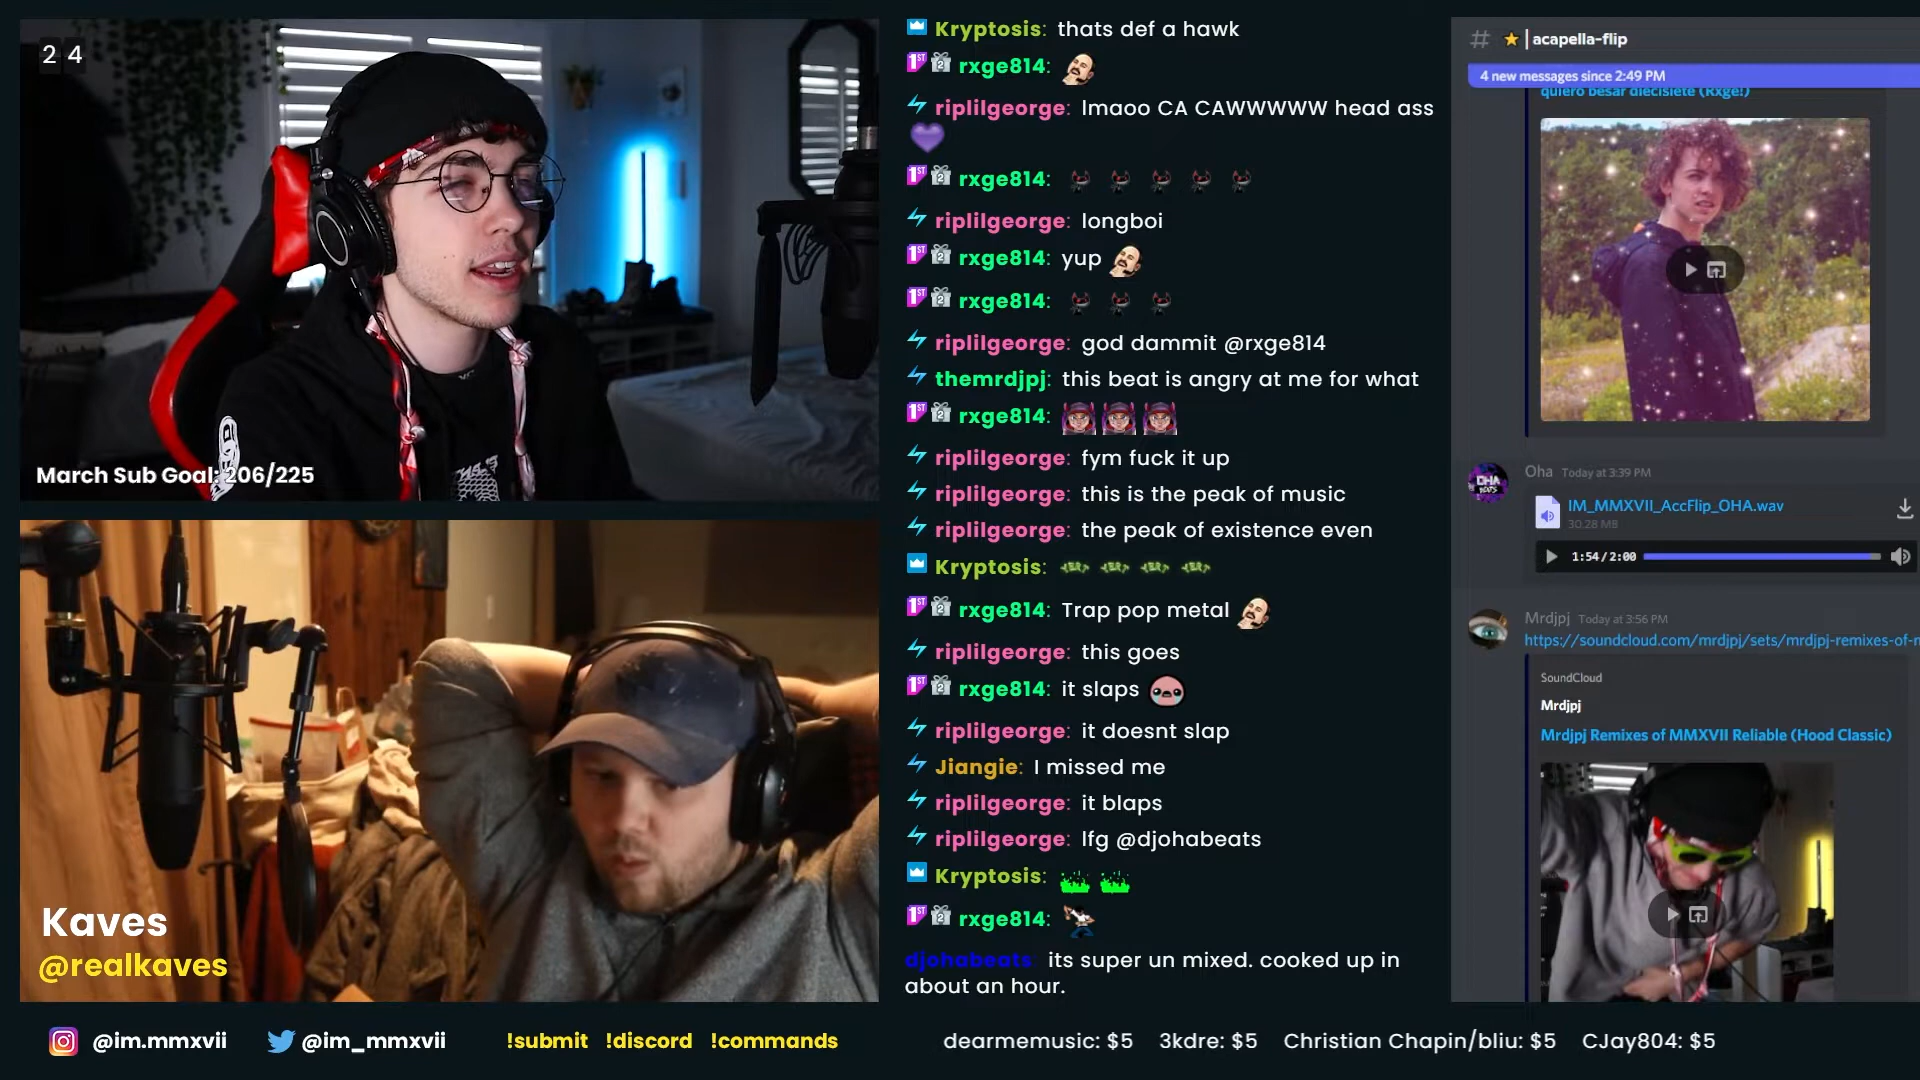 2 4
March Sub Goal: 206/225
Kaves
@realkaves
Kryptosis: thats def a hawk
rxge814:
riplilgeorge: lmaoo CA CAWWWWW head ass
rxge814:
riplilgeorge: longboi
rxge814: yup
rxge814:
riplilgeorge: god dammit @rxge814
themrdjpj: this beat is angry at me for what
rxge814:
riplilgeorge: fym fuck it up
riplilgeorge: this is the peak of music
riplilgeorge: the peak of existence even
Kryptosis:
rxge814: Trap pop metal
riplilgeorge: this goes
rxge814: it slaps
riplilgeorge: it doesnt slap
Jiangie: I missed me
riplilgeorge: it blaps
riplilgeorge: lfg @djohabeats
Kryptosis:
rxge814:
djohabeats its super un mixed. cooked up in
about an hour.
# | acapella-flip
4 new messages since 2:49 PM
quiero besar diecisiete (Rxge!)
Oha Today at 3:39 PM
IM_MMXVII_AccFlip_OHA.wav
30.28 MB
1:54/2:00
Mrdjpj Today at 3:56 PM
https://soundcloud.com/mrdjpj/sets/mrdjpj-remixes-of-
SoundCloud
Mrdjpj
Mrdjpj Remixes of MMXVII Reliable (Hood Classic)
@im.mmxvii @im_mmxvii !submit !discord !commands
dearmemusic: $5 3kdre: $5 Christian Chapin/bliu: $5 CJay804: $5